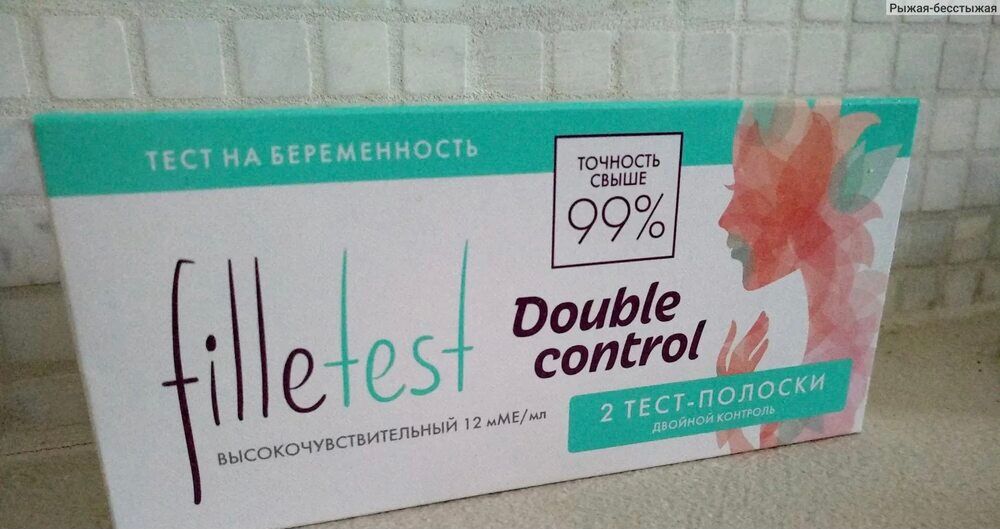 Рыжая-бесстыжая
ТЕСТ НА БЕРЕМЕННОСТЬ
ТОЧНОСТЬ
СВЫШЕ
99%
filletest
Double
control
ВЫСОКОЧУВСТВИТЕЛЬНЫЙ 12 мМЕ/мл
2 ТЕСТ-ПОЛОСКИ
ДВОЙНОЙ КОНТРОЛЬ